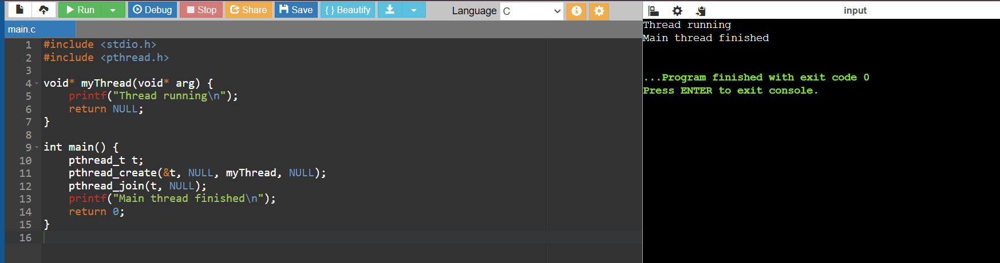 Run Debug Stop Share Save {} Beautify Language C
main.c
1 #include <stdio.h>
2 #include <pthread.h>
3
4 void* myThread(void* arg) {
5     printf("Thread running\n");
6     return NULL;
7 }
8
9 int main() {
10     pthread_t t;
11     pthread_create(&t, NULL, myThread, NULL);
12     pthread_join(t, NULL);
13     printf("Main thread finished\n");
14     return 0;
15 }
16
input
Thread running
Main thread finished
...Program finished with exit code 0
Press ENTER to exit console.